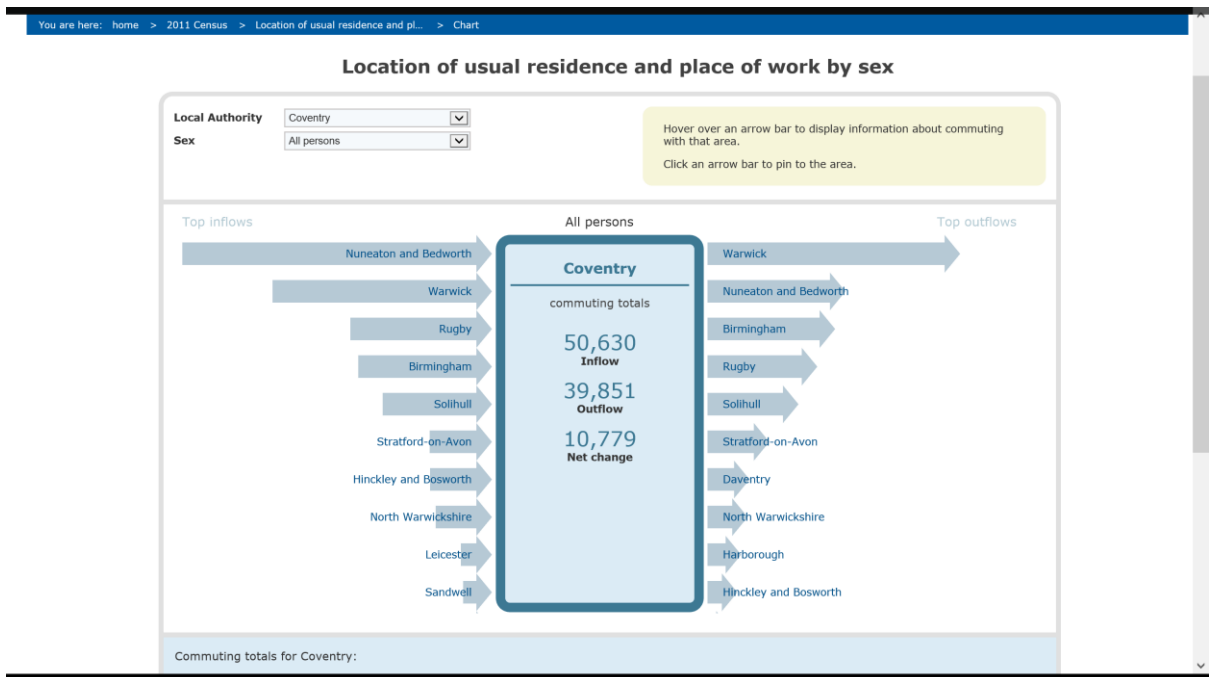 You are here: home > 2011 Census > Location of usual residence and pl... > Chart
Location of usual residence and place of work by sex
Local Authority Coventry
Sex All persons
Hover over an arrow bar to display information about commuting
with that area.
Click an arrow bar to pin to the area.
Top inflows
All persons
Top outflows
Nuneaton and Bedworth
Warwick
Rugby
Birmingham
Solihull
Stratford-on-Avon
Hinckley and Bosworth
North Warwickshire
Leicester
Sandwell
Coventry
commuting totals
50,630
Inflow
39,851
Outflow
10,779
Net change
Warwick
Nuneaton and Bedworth
Birmingham
Rugby
Solihull
Stratford-on-Avon
Daventry
North Warwickshire
Harborough
Hinckley and Bosworth
Commuting totals for Coventry: